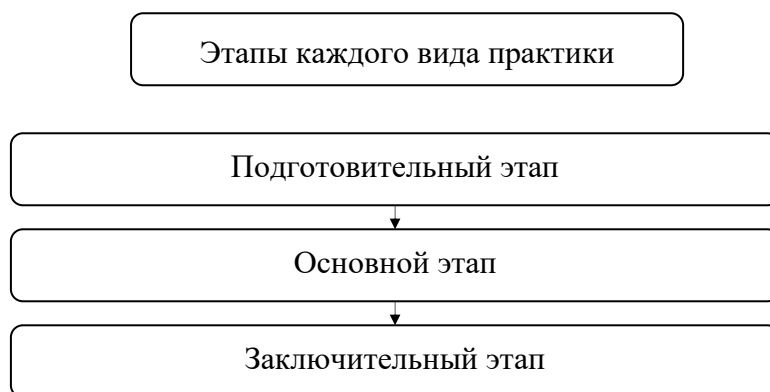 Этапы каждого вида практики
Подготовительный этап
Основной этап
Заключительный этап